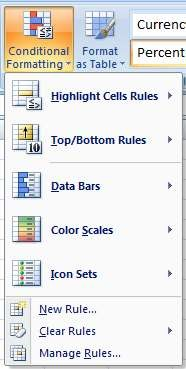 Conditional
Formatting
Format
as Table
Currenc
Percent
Highlight Cells Rules
Top/Bottom Rules
10
Data Bars
Color Scales
Icon Sets
New Rule...
Clear Rules
Manage Rules...